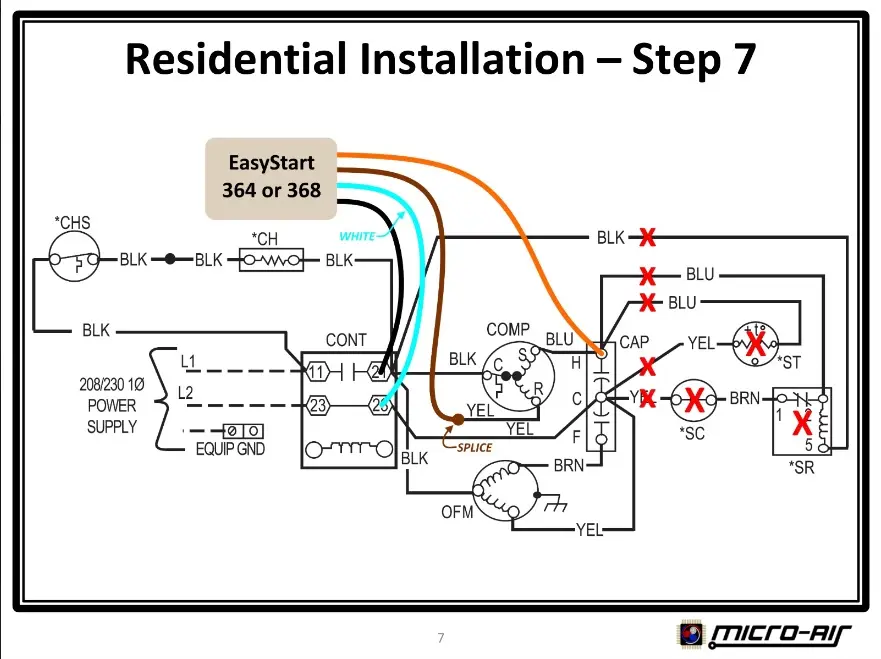 Residential Installation – Step 7
EasyStart
364 or 368
*CHS
*CH
WHITE
BLK
BLK
BLK
BLK
BLK
BLU
BLU
BLK
CONT
COMP
BLU
CAP
YEL
*ST
L1
208/230 1Ø
POWER
SUPPLY
L2
11
21
23
BLK
C
S
R
H
C
F
YEL
YEL
SPLICE
BRN
*SC
1
2
5
*SR
EQUIP GND
BLK
BRN
OFM
YEL
7
MICRO-AIR